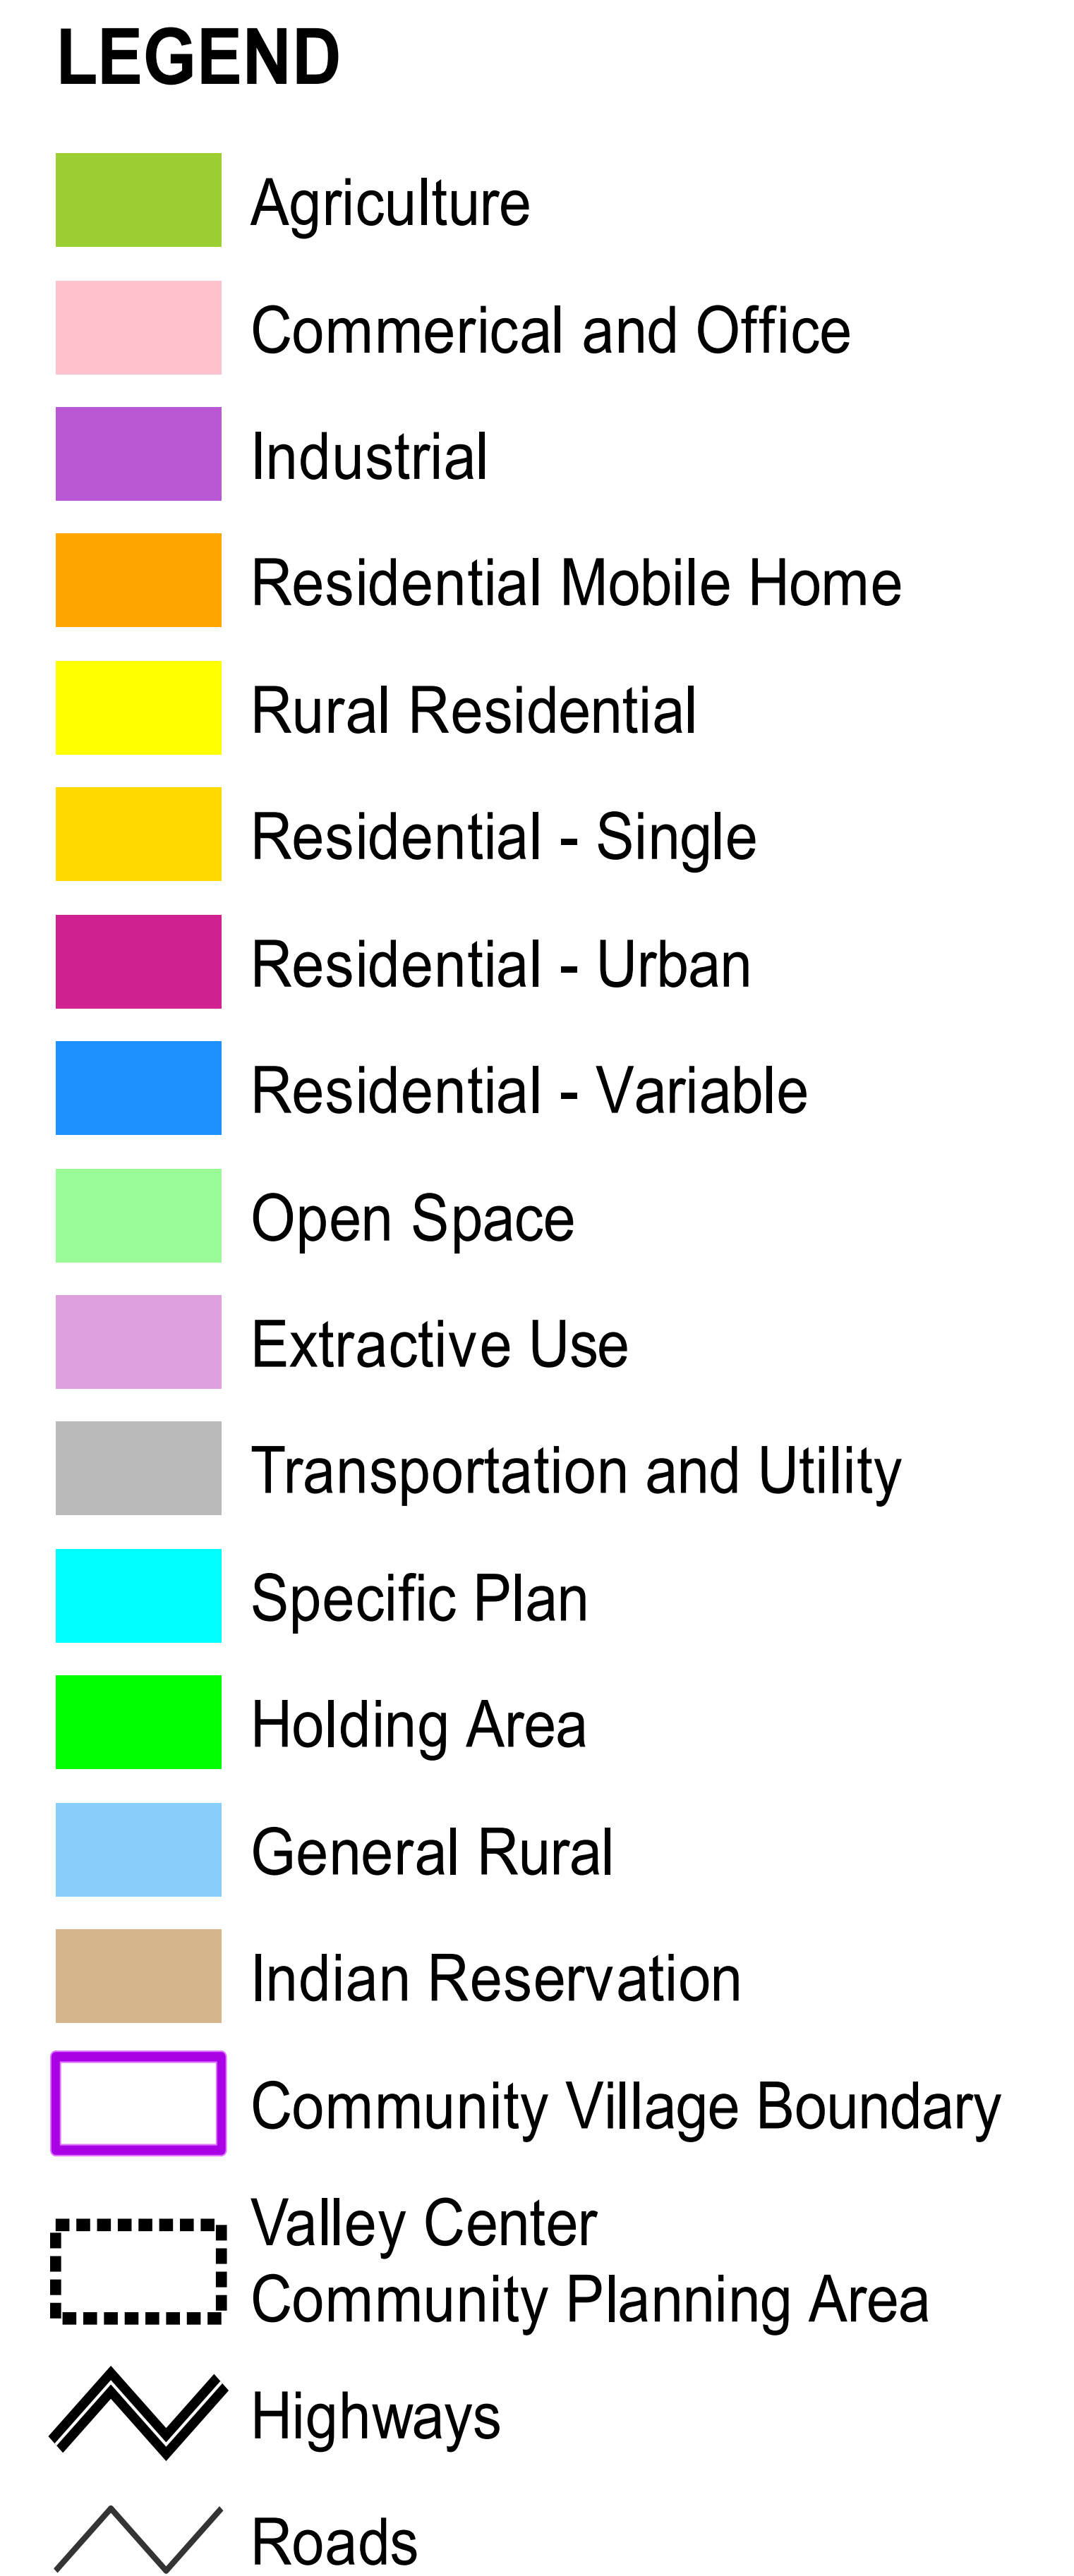 LEGEND
Agriculture
Commerical and Office
Industrial
Residential Mobile Home
Rural Residential
Residential - Single
Residential - Urban
Residential - Variable
Open Space
Extractive Use
Transportation and Utility
Specific Plan
Holding Area
General Rural
Indian Reservation
Community Village Boundary
Valley Center
Community Planning Area
Highways
Roads